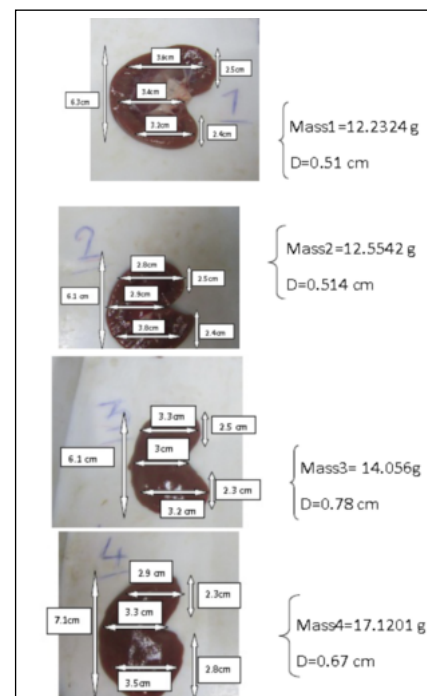 3.6cm
2.5cm
6.3cm
3.2cm
2.4cm
1
Mass1=12.2324 g
D=0.51 cm
2
2.8cm
2.5cm
6.1 cm
2.9cm
3.8cm
2.4cm
Mass2=12.5542 g
D=0.514 cm
3
3.3cm
2.5 cm
6.1 cm
3cm
2.3 cm
3.2 cm
Mass3= 14.056g
D=0.78 cm
4
2.9 cm
2.3cm
7.1cm
3.3 cm
2.8cm
3.5cm
Mass4=17.1201 g
D=0.67 cm